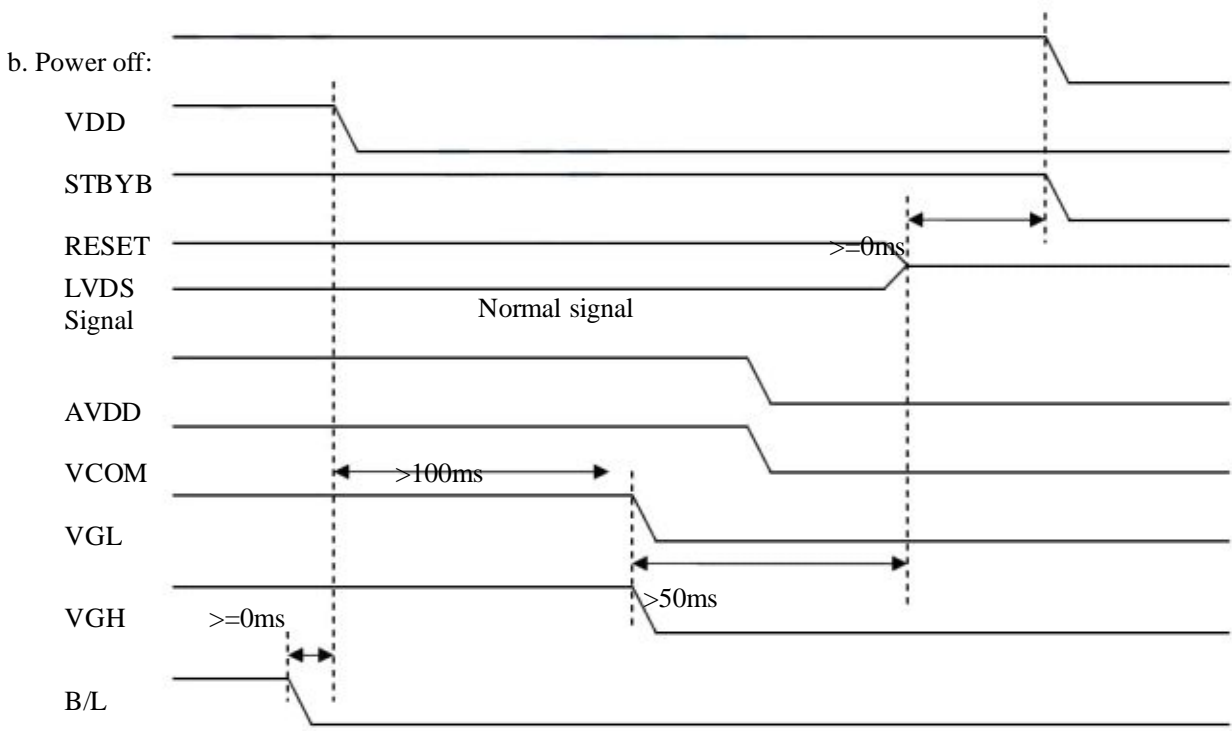 b. Power off:
VDD
STBYB
RESET
>=0ms
LVDS
Signal
Normal signal
AVDD
VCOM
>100ms
VGL
>50ms
VGH
>=0ms
B/L